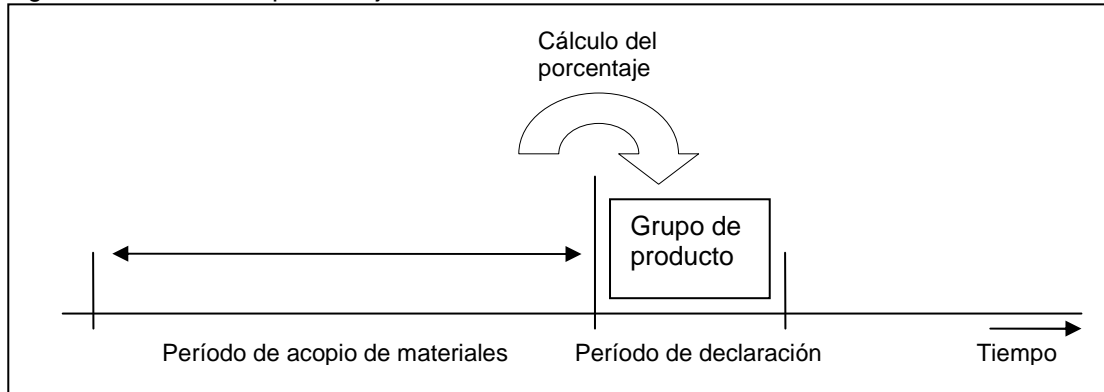 Cálculo del
porcentaje
Grupo de
producto
Período de acopio de materiales
Período de declaración
Tiempo